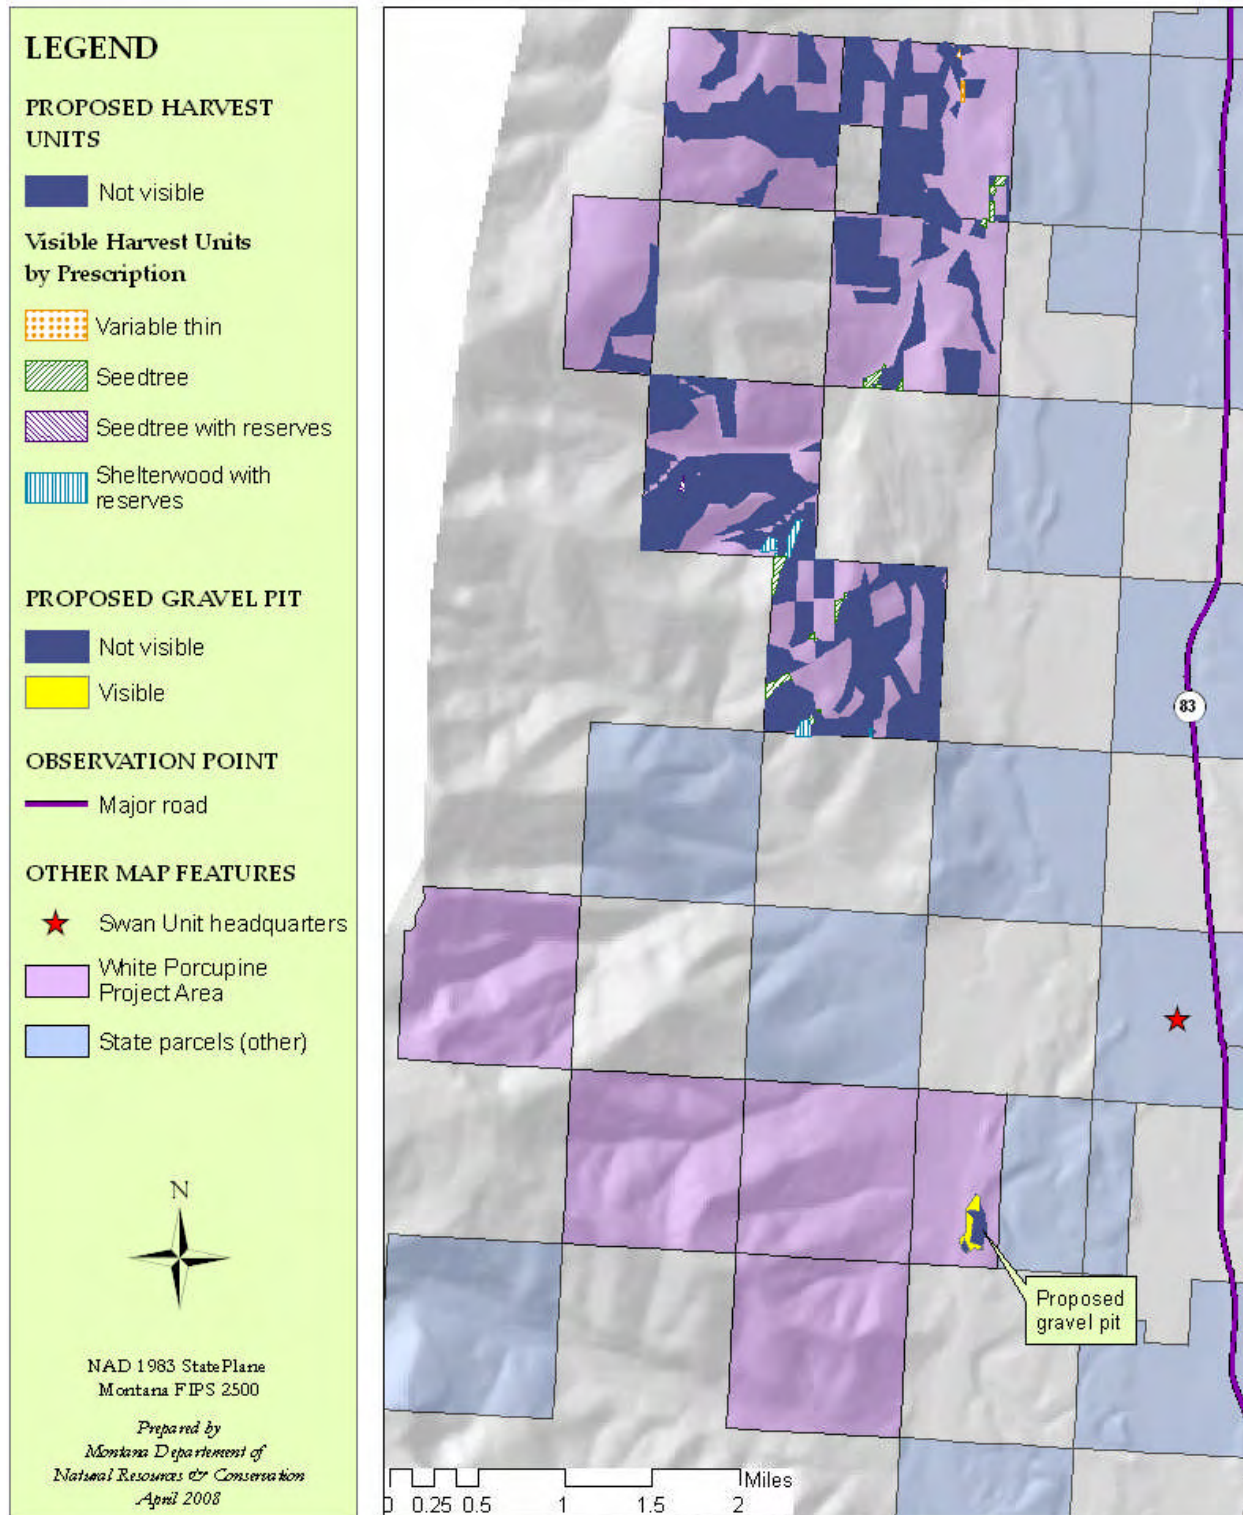 LEGEND
PROPOSED HARVEST
UNITS
Not visible
Visible Harvest Units
by Prescription
Variable thin
Seedtree
Seedtree with reserves
Shelterwood with
reserves
PROPOSED GRAVEL PIT
Not visible
Visible
OBSERVATION POINT
Major road
OTHER MAP FEATURES
Swan Unit headquarters
White Porcupine
Project Area
State parcels (other)
N
NAD 1983 StatePlane
Montana FIPS 2500
Prepared by
Montana Departement of
Natural Resources & Conservation
April 2008
83
Proposed
gravel pit
Miles
0 0.25 0.5 1 1.5 2